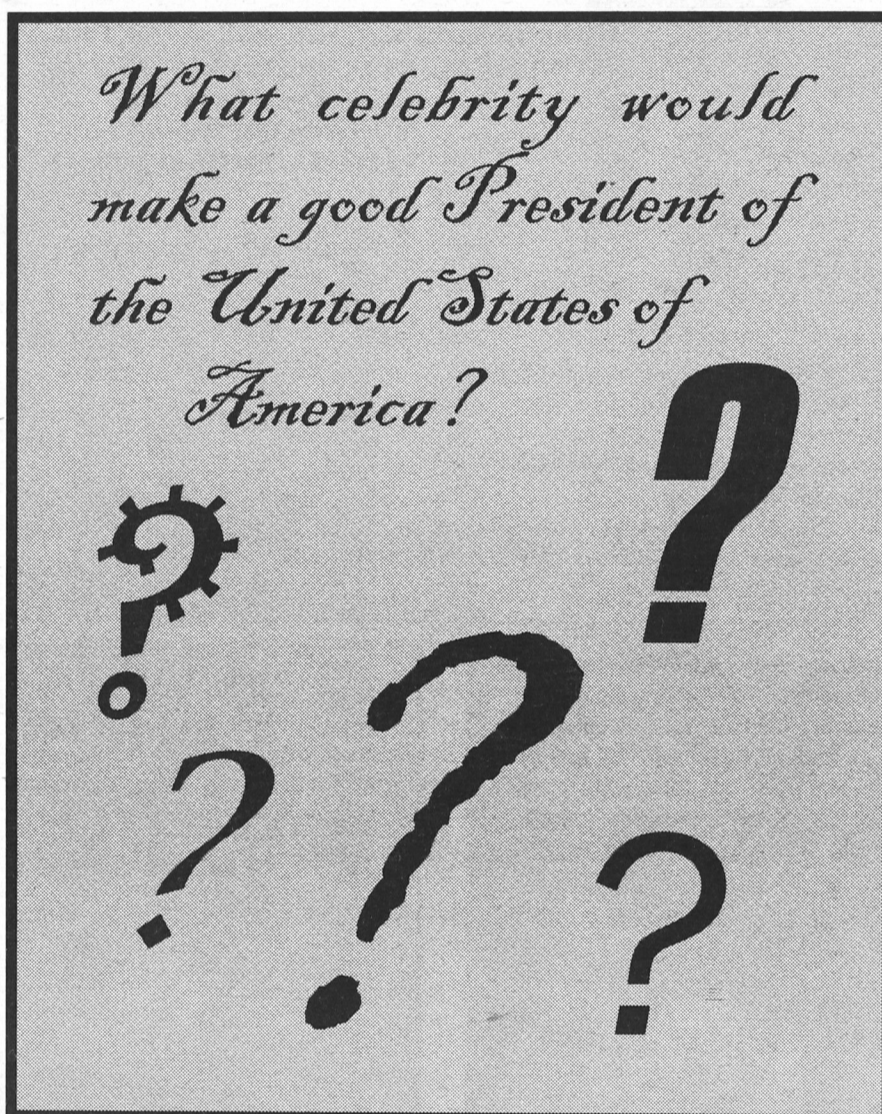 What celebrity would
make a good President of
the United States of
America?
?
?
?
?
?